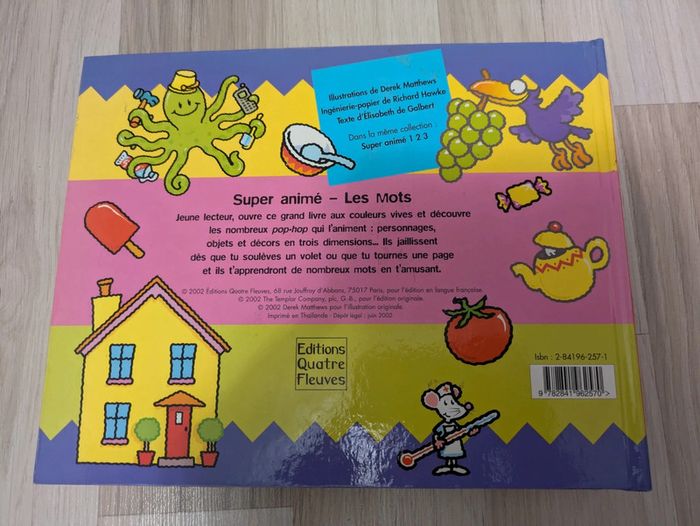 Illustrations de Derek Matthews
Ingénierie-papier de Richard Hawke
Texte d'Elisabeth de Galbert
Dans la même collection :
Super animé 1 2 3
Super animé – Les Mots
Jeune lecteur, ouvre ce grand livre aux couleurs vives et découvre
les nombreux pop-hop qui l'animent : personnages,
objets et décors en trois dimensions... Ils jaillissent
dès que tu soulèves un volet ou que tu tournes une page
et ils t'apprendront de nombreux mots en t'amusant.
© 2002 Éditions Quatre Fleuves, 68 rue Jouffroy d'Abbans, 75017 Paris, pour l'édition en langue française.
© 2002 The Templar Company, plc, G.-B., pour l'édition originale.
© 2002 Derek Matthews pour l'illustration originale.
Imprimé en Thaïlande - Dépôt légal : juin 2002
Editions
Quatre
Fleuves
Isbn : 2-84196-257-1
9 782841 962570 >